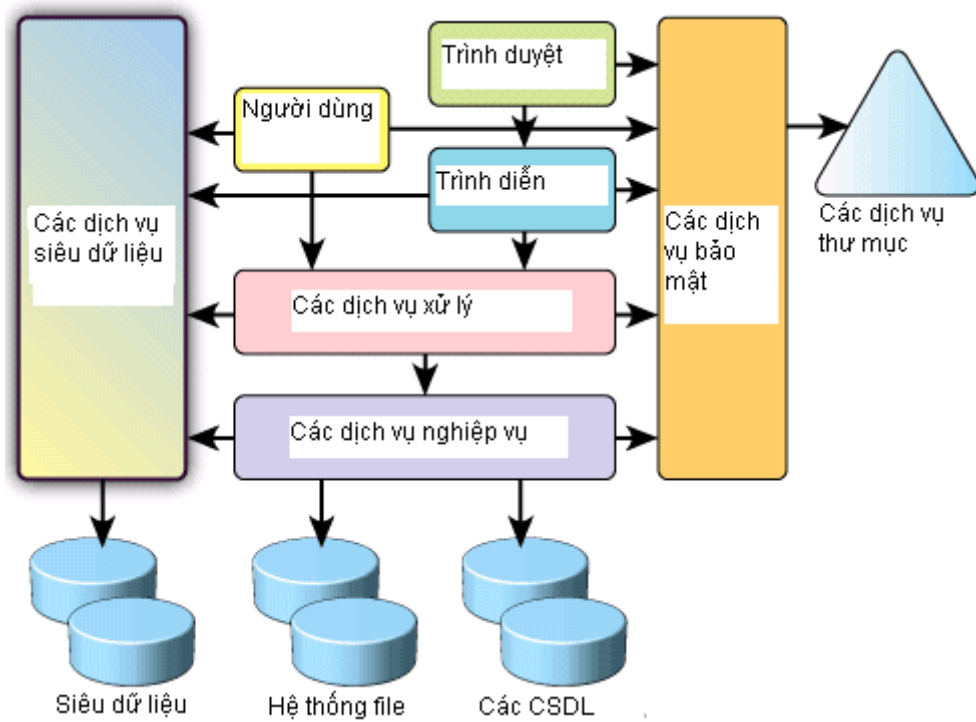 Trình duyệt
Người dùng
Trình diễn
Các dịch vụ
siêu dữ liệu
Các dịch
vụ bảo
mật
Các dịch vụ
thư mục
Các dịch vụ xử lý
Các dịch vụ nghiệp vụ
Siêu dữ liệu
Hệ thống file
Các CSDL